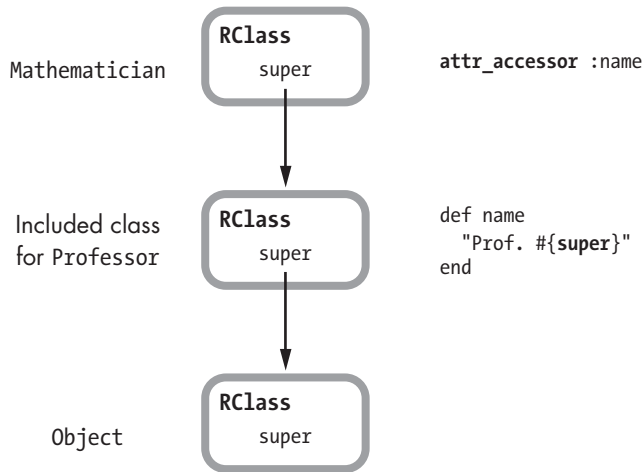 Mathematician
RClass
super
attr_accessor :name
Included class
for Professor
RClass
super
def name
"Prof. #{super}"
end
Object
RClass
super